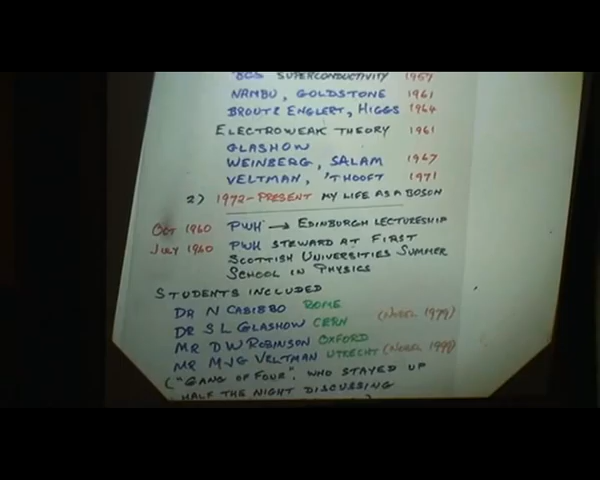 BCS SUPERCONDUCTIVITY 1957
NAMBU, GOLDSTONE 1961
BROUT & ENGLERT, HIGGS 1964
ELECTROWEAK THEORY 1961
GLASHOW
WEINBERG, SALAM 1967
VELTMAN, 'THOOFT 1971
2) 1972-PRESENT MY LIFE AS A BOSON
OCT 1960 PWH → EDINBURGH LECTURESHIP
JULY 1960 PWH STEWARD AT FIRST
SCOTTISH UNIVERSITIES SUMMER
SCHOOL IN PHYSICS
STUDENTS INCLUDED
DR N CABIBBO ROME
DR S L GLASHOW CERN (NOBEL 1979)
MR D W ROBINSON OXFORD
MR M J G VELTMAN UTRECHT (NOBEL 1999)
("GANG OF FOUR", WHO STAYED UP
HALF THE NIGHT DISCUSSING